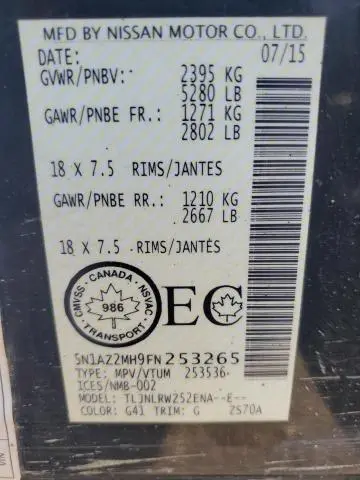 MFD BY NISSAN MOTOR CO., LTD.
DATE: 07/15
GVWR/PNBV: 2395 KG
5280 LB
GAWR/PNBE FR.: 1271 KG
2802 LB
18 X 7.5 RIMS/JANTES
GAWR/PNBE RR.: 1210 KG
2667 LB
18 X 7.5 RIMS/JANTES
CMVSS · CANADA · NSVAC
986
TRANSPORT
EC
5N1AZ2MH9FN253265
TYPE: MPV/VTUM 253536
ICES/NMB-002
MODEL: TLJNLRWZ52ENA--E--
COLOR: G41 TRIM: G 2S70A
VIN